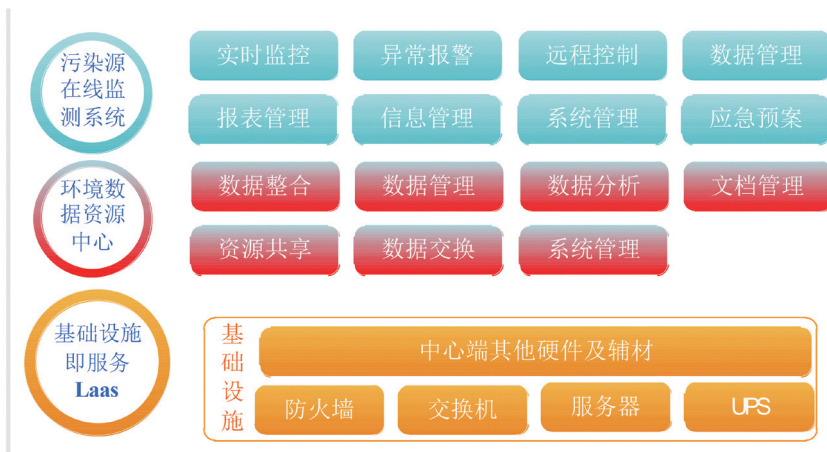 污染源
在线监
测系统
实时监控 异常报警 远程控制 数据管理
报表管理 信息管理 系统管理 应急预案
环境数
据资源
中心
数据整合 数据管理 数据分析 文档管理
资源共享 数据交换 系统管理
基础设施
即服务
Laas
基础设施
中心端其他硬件及辅材
防火墙 交换机 服务器 UPS